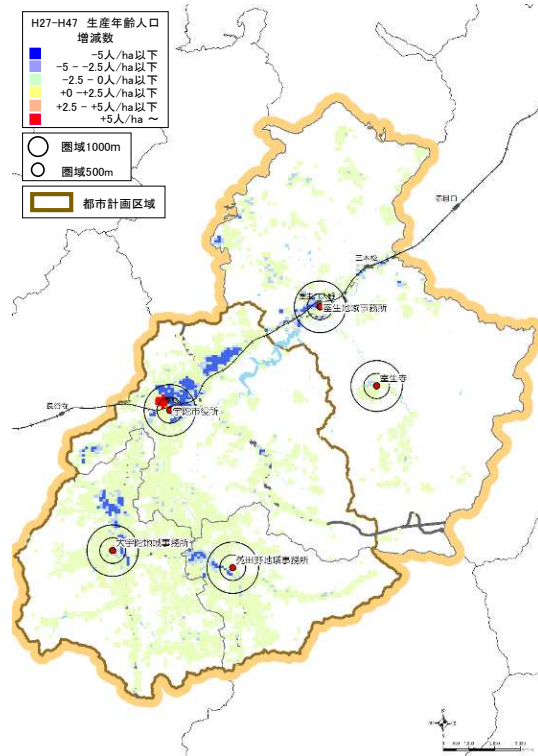 H27-H47 生産年齢人口
増減数
-5人/ha以下
-5 - -2.5人/ha以下
-2.5 - 0人/ha以下
+0 -+2.5人/ha以下
+2.5 - +5人/ha以下
+5人/ha ～
圏域1000m
圏域500m
都市計画区域
三本松
室生地域事務所
室生寺
長谷寺
宇陀市役所
大宇陀地域事務所
菟田野地域事務所